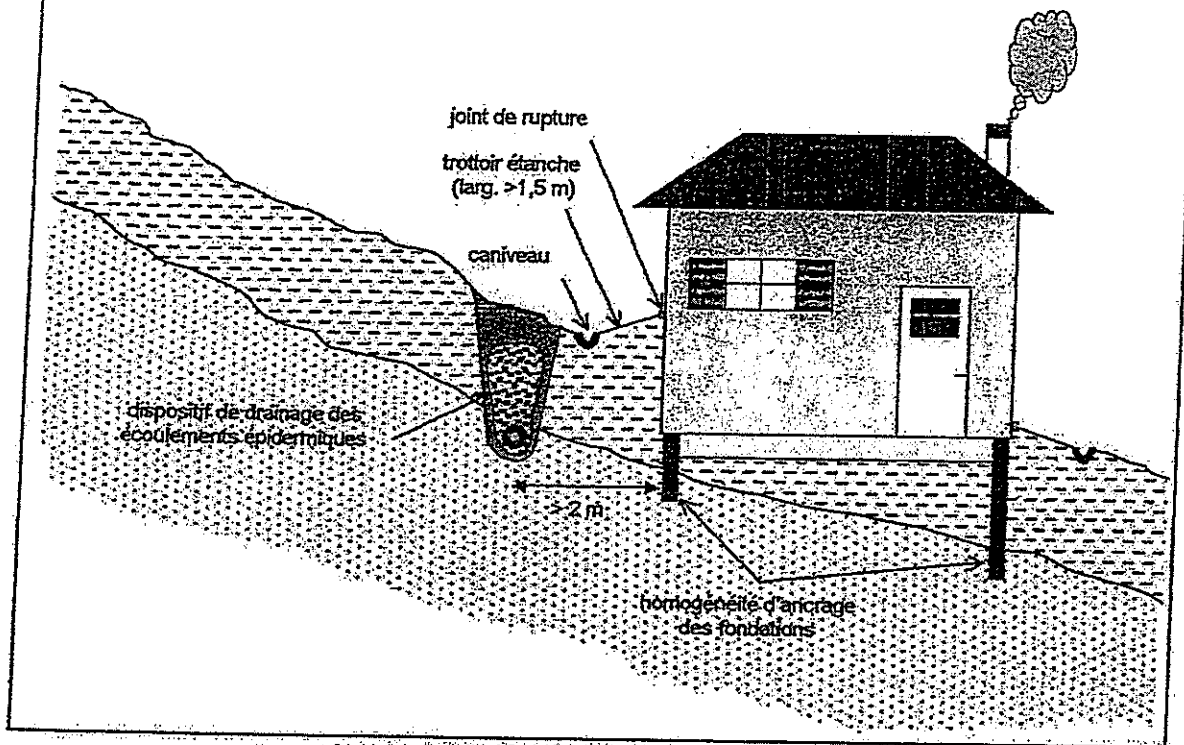 joint de rupture
trottoir étanche
(larg. >1,5 m)
caniveau
dispositif de drainage des
écoulements épidermiques
> 2 m
homogénéité d'ancrage
des fondations